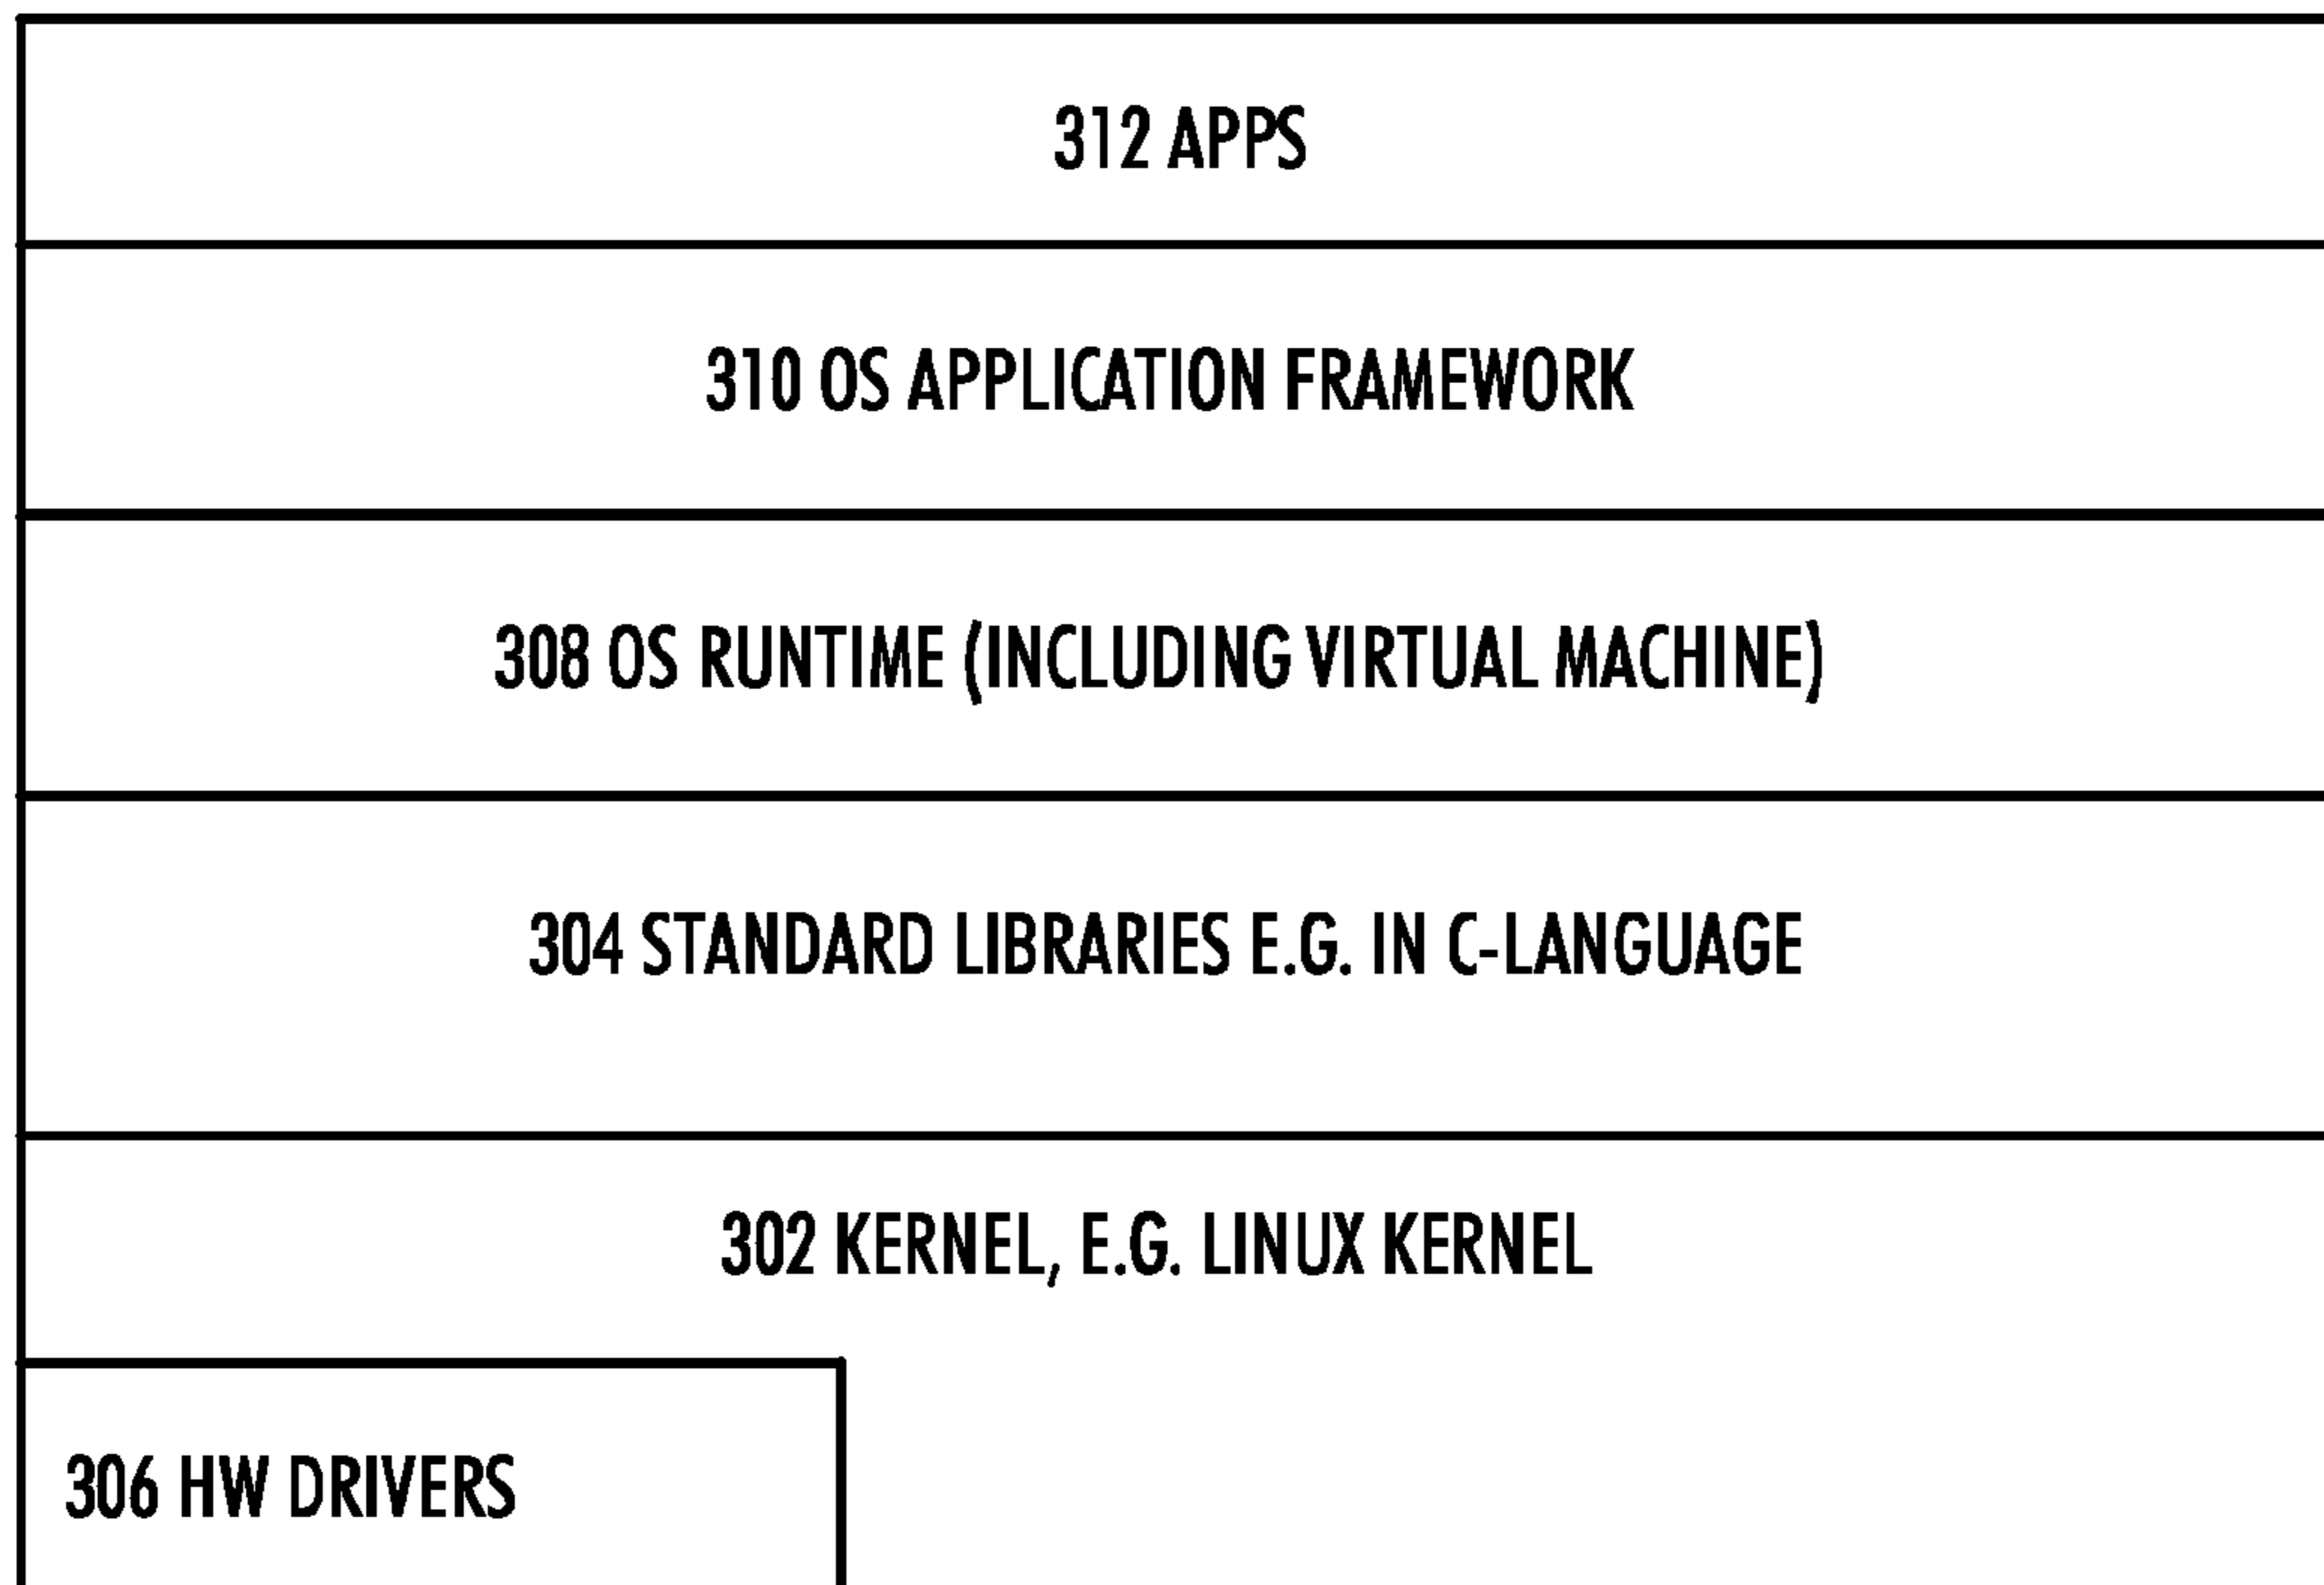 312 APPS
310 OS APPLICATION FRAMEWORK
308 OS RUNTIME (INCLUDING VIRTUAL MACHINE)
304 STANDARD LIBRARIES E.G. IN C-LANGUAGE
302 KERNEL, E.G. LINUX KERNEL
306 HW DRIVERS